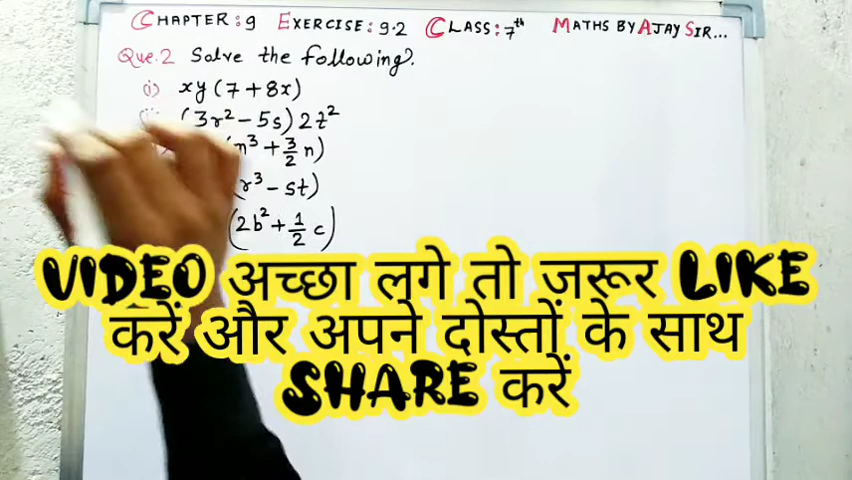 CHAPTER:9 EXERCISE:9.2 CLASS:7th MATHS BY AJAY SIR...
Que.2 Solve the following.
(i) xy(7+8x)
(3r²-5s)2t²
(m³+3/2 n)
(r³-st)
(2b²+1/2 c)
VIDEO अच्छा लगे तो ज़रूर LIKE
करें और अपने दोस्तों के साथ
SHARE करें